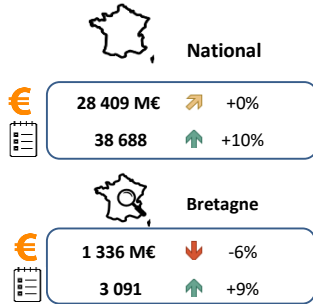 National
€ 28 409 M€ +0%
38 688 +10%
Bretagne
€ 1 336 M€ -6%
3 091 +9%